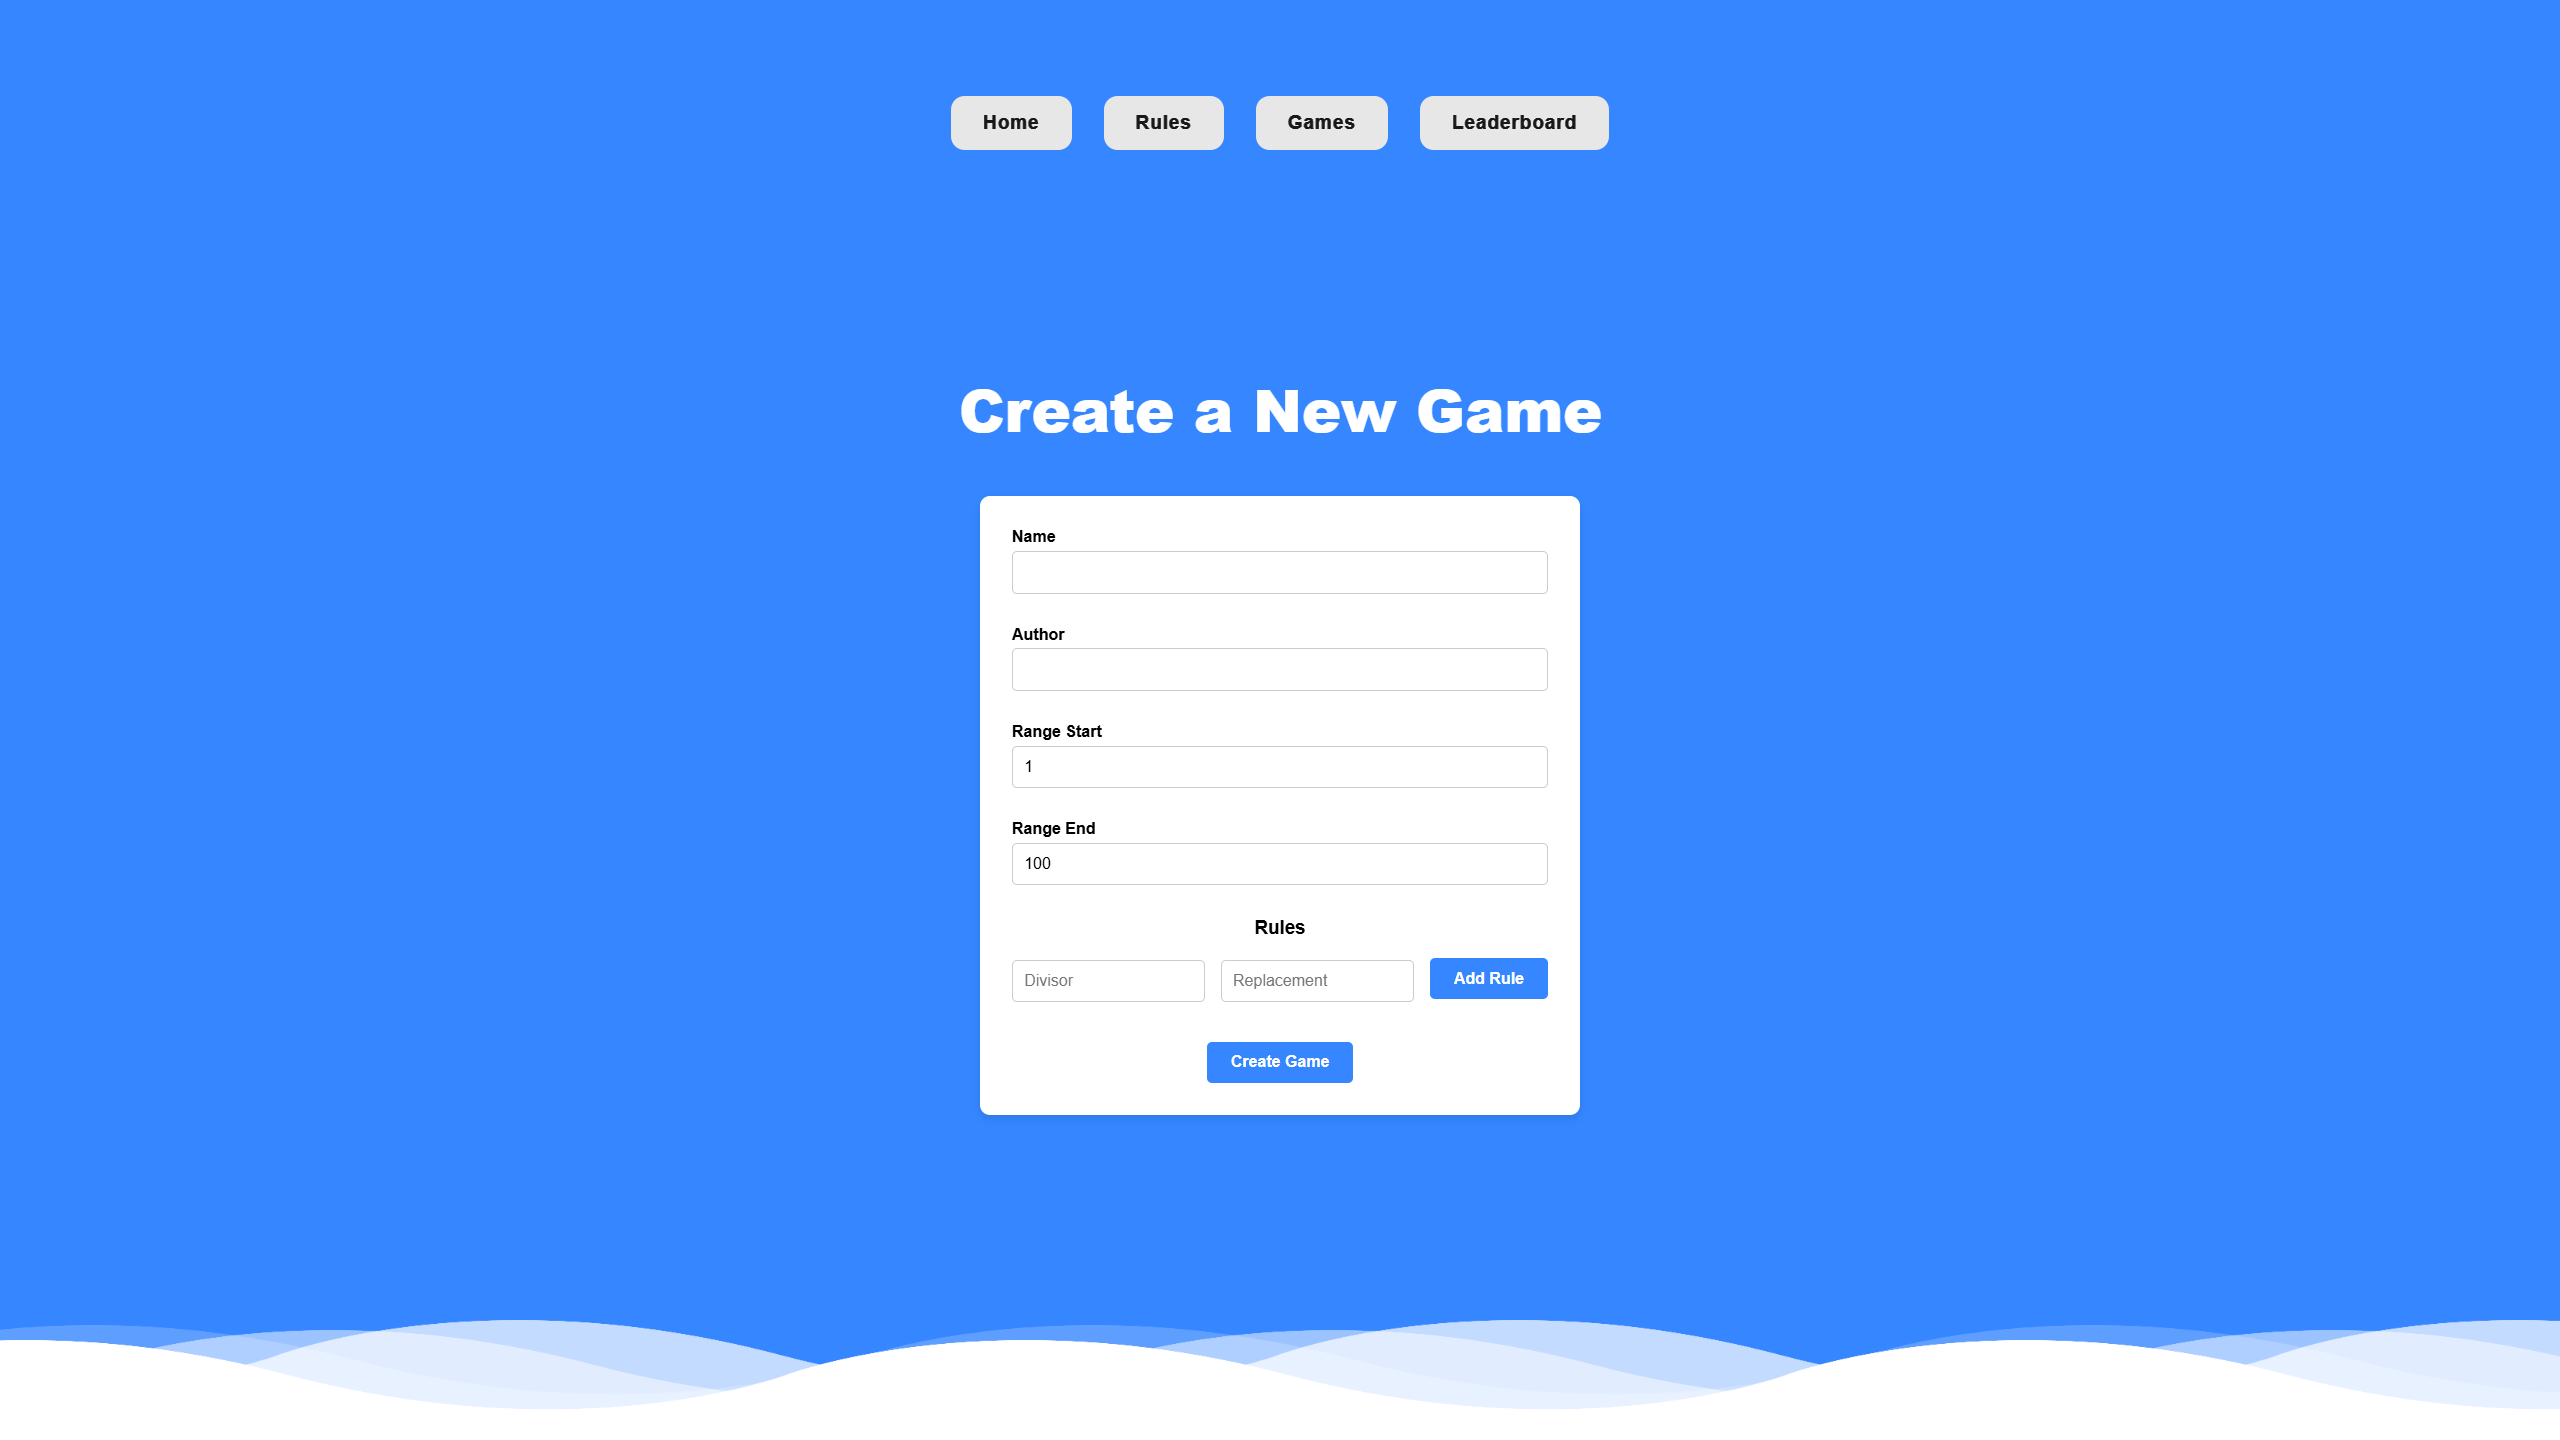 Home Rules Games Leaderboard
Create a New Game
Name
Author
Range Start
1
Range End
100
Rules
Divisor Replacement Add Rule
Create Game